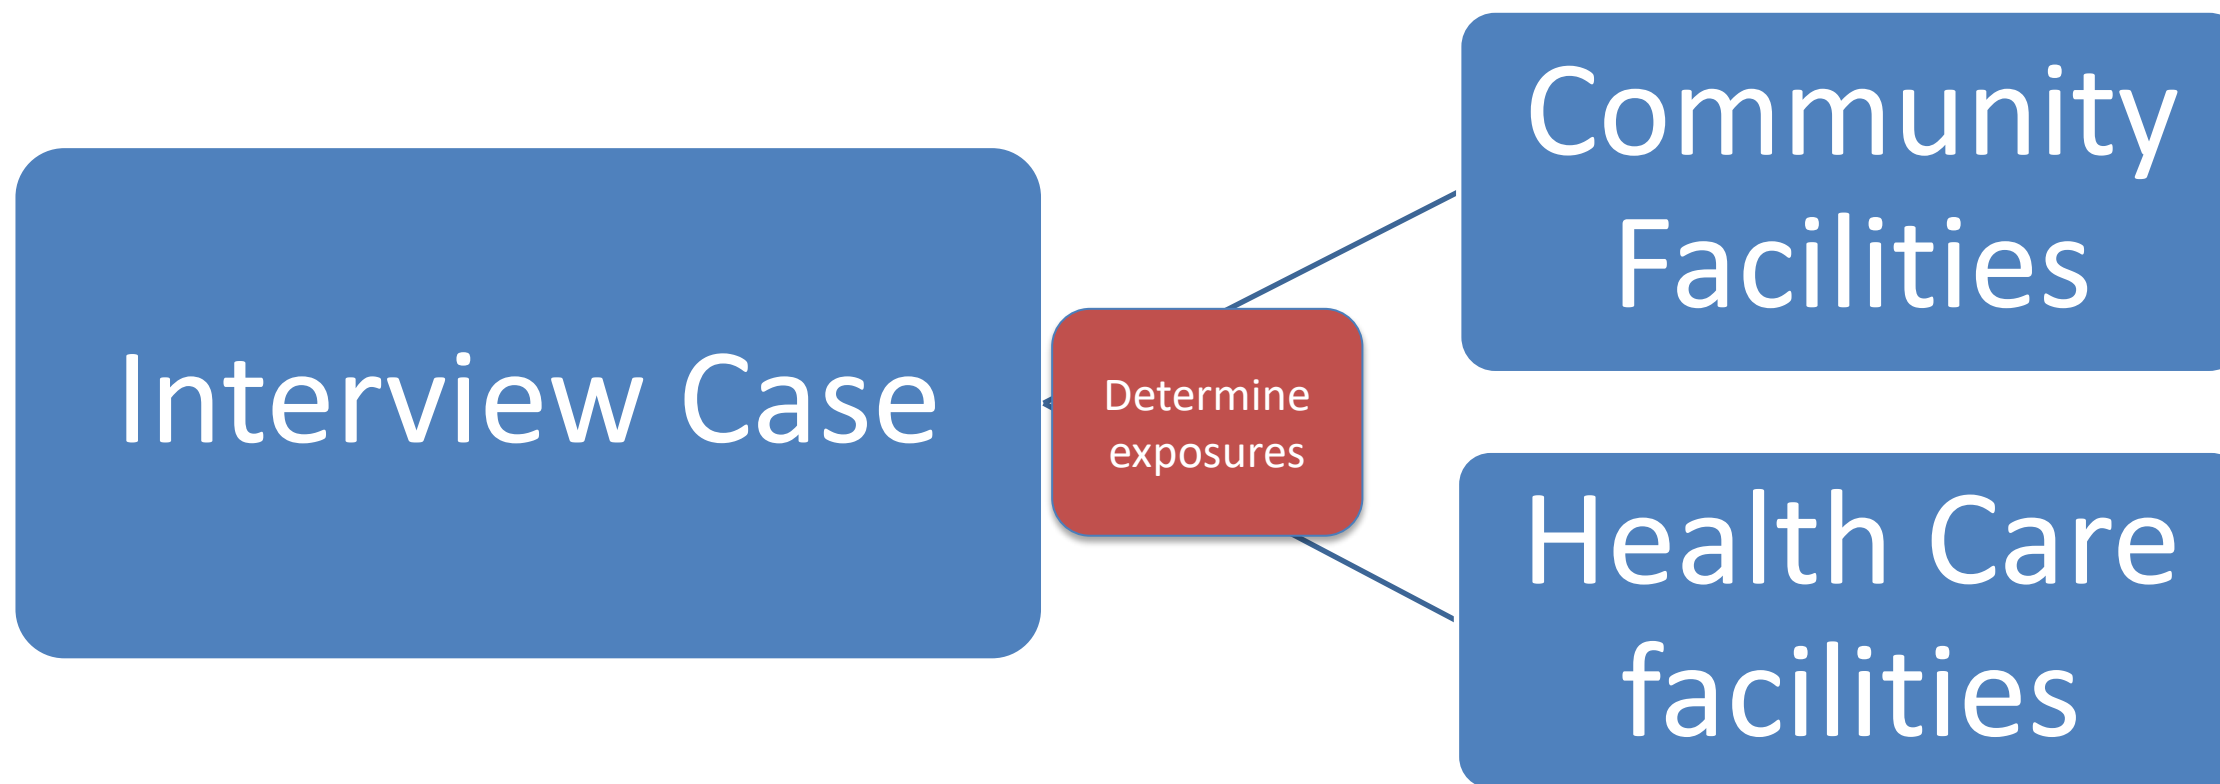 Interview Case
Determine
exposures
Community
Facilities
Health Care
facilities